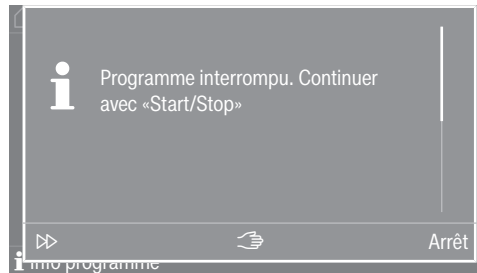 Programme interrompu. Continuer
avec «Start/Stop»
Arrêt
Info programme